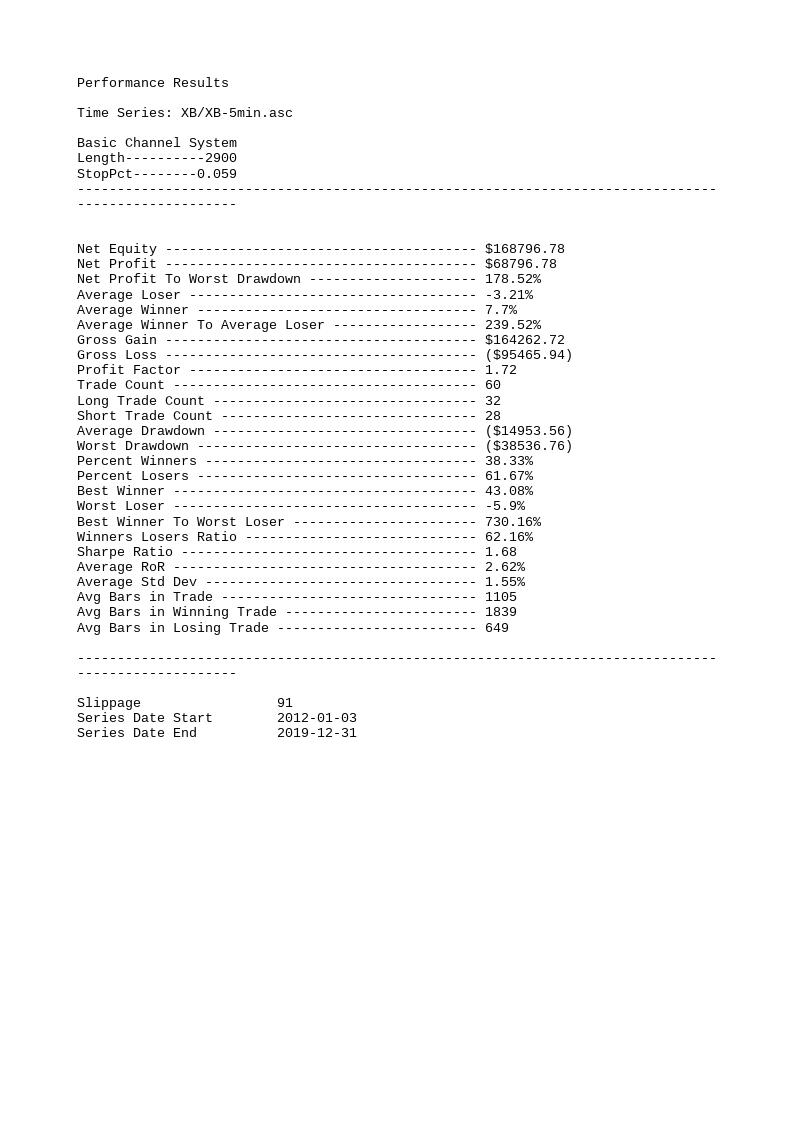 Performance Results
Time Series: XB/XB-5min.asc
Basic Channel System
Length----------2900
StopPct--------0.059
--------------------------------------------------------------------------------
--------------------
Net Equity --------------------------------------- $168796.78
Net Profit --------------------------------------- $68796.78
Net Profit To Worst Drawdown --------------------- 178.52%
Average Loser ------------------------------------ -3.21%
Average Winner ----------------------------------- 7.7%
Average Winner To Average Loser ------------------ 239.52%
Gross Gain --------------------------------------- $164262.72
Gross Loss --------------------------------------- ($95465.94)
Profit Factor ------------------------------------ 1.72
Trade Count -------------------------------------- 60
Long Trade Count --------------------------------- 32
Short Trade Count -------------------------------- 28
Average Drawdown --------------------------------- ($14953.56)
Worst Drawdown ----------------------------------- ($38536.76)
Percent Winners ---------------------------------- 38.33%
Percent Losers ----------------------------------- 61.67%
Best Winner -------------------------------------- 43.08%
Worst Loser -------------------------------------- -5.9%
Best Winner To Worst Loser ----------------------- 730.16%
Winners Losers Ratio ----------------------------- 62.16%
Sharpe Ratio ------------------------------------- 1.68
Average RoR -------------------------------------- 2.62%
Average Std Dev ---------------------------------- 1.55%
Avg Bars in Trade -------------------------------- 1105
Avg Bars in Winning Trade ------------------------ 1839
Avg Bars in Losing Trade ------------------------- 649
--------------------------------------------------------------------------------
--------------------
Slippage                 91
Series Date Start        2012-01-03
Series Date End          2019-12-31